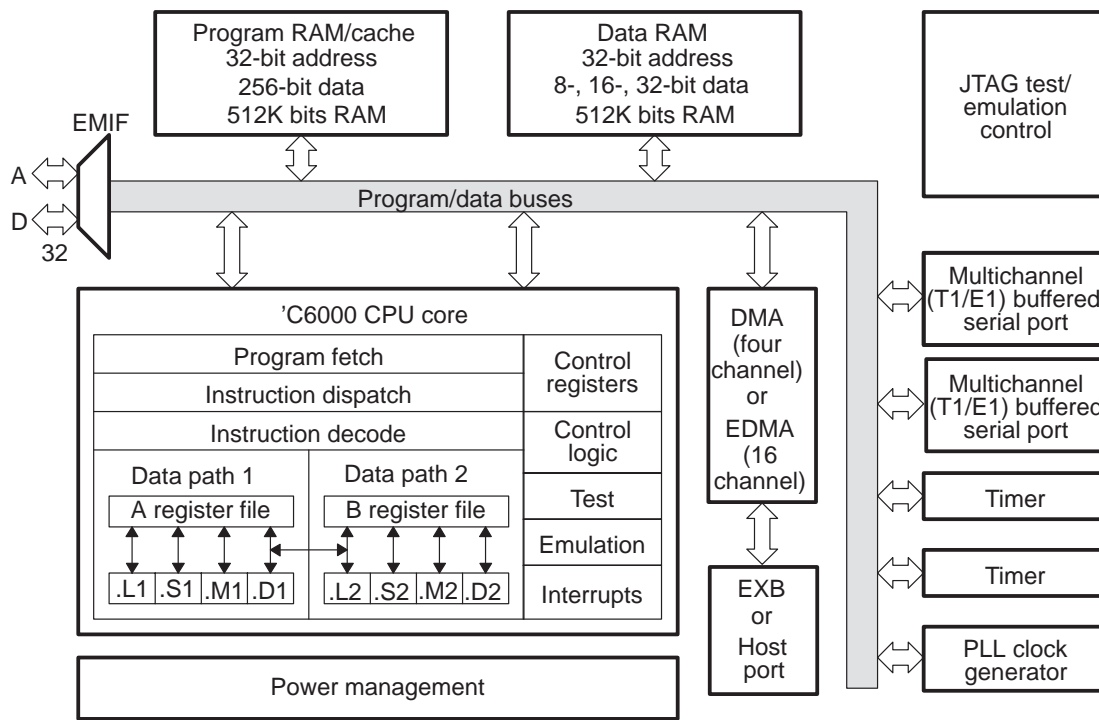 Program RAM/cache
32-bit address
256-bit data
512K bits RAM
Data RAM
32-bit address
8-, 16-, 32-bit data
512K bits RAM
JTAG test/
emulation
control
EMIF
A
D
32
Program/data buses
’C6000 CPU core
Program fetch
Instruction dispatch
Instruction decode
Data path 1
A register file
.L1 .S1 .M1 .D1
Data path 2
B register file
.L2 .S2 .M2 .D2
Control
registers
Control
logic
Test
Emulation
Interrupts
DMA
(four
channel)
or
EDMA
(16
channel)
EXB
or
Host
port
Multichannel
(T1/E1) buffered
serial port
Multichannel
(T1/E1) buffered
serial port
Timer
Timer
PLL clock
generator
Power management